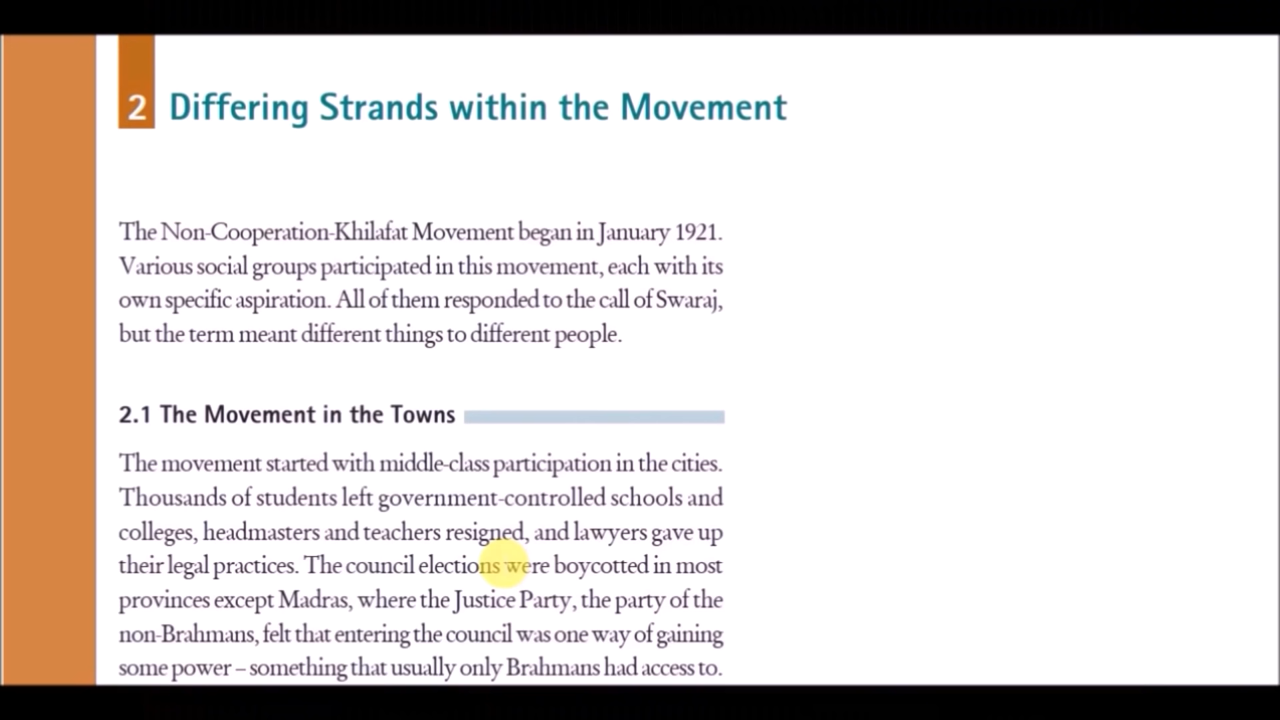 2 Differing Strands within the Movement
The Non-Cooperation-Khilafat Movement began in January 1921.
Various social groups participated in this movement, each with its
own specific aspiration. All of them responded to the call of Swaraj,
but the term meant different things to different people.
2.1 The Movement in the Towns
The movement started with middle-class participation in the cities.
Thousands of students left government-controlled schools and
colleges, headmasters and teachers resigned, and lawyers gave up
their legal practices. The council elections were boycotted in most
provinces except Madras, where the Justice Party, the party of the
non-Brahmans, felt that entering the council was one way of gaining
some power – something that usually only Brahmans had access to.